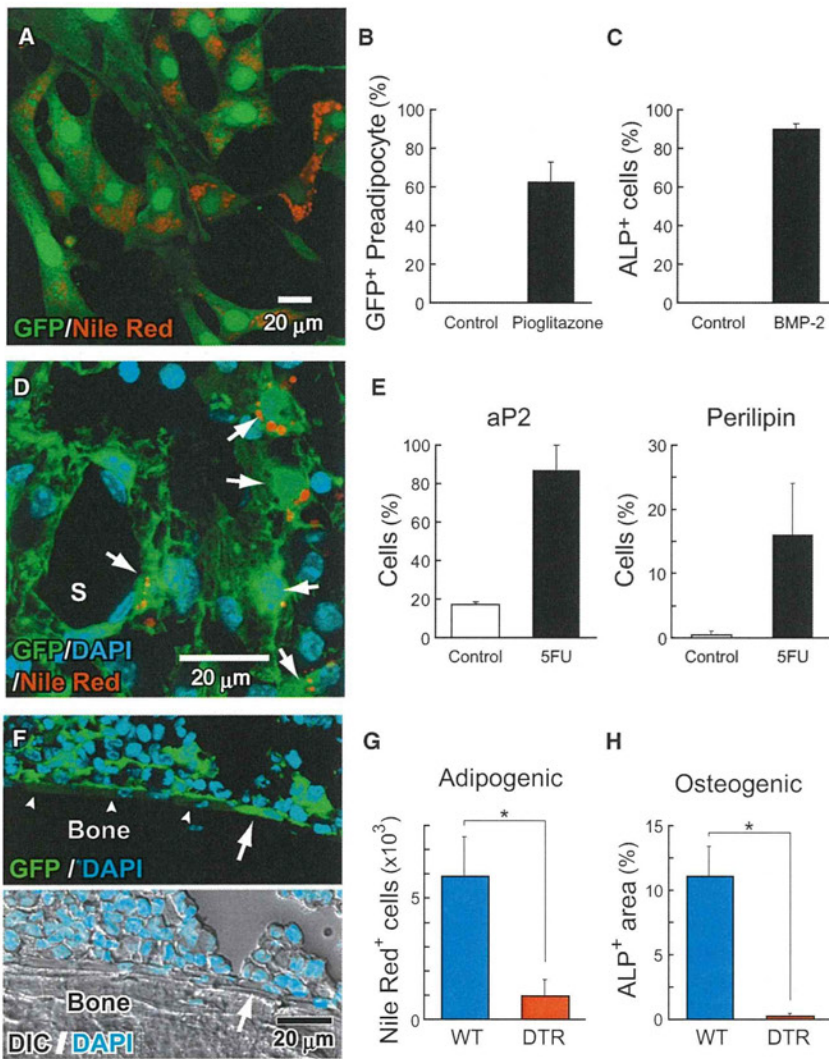 A
GFP/Nile Red
20 µm
B
GFP+ Preadipocyte (%)
100
80
60
40
20
0
Control Pioglitazone
C
ALP+ cells (%)
100
80
60
40
20
0
Control BMP-2
D
S
GFP/DAPI
/Nile Red
20 µm
E
aP2
Cells (%)
100
80
60
40
20
0
Control 5FU
Perilipin
Cells (%)
30
20
15
10
5
0
Control 5FU
F
Bone
GFP /DAPI
Bone
DIC / DAPI
20 µm
G
Adipogenic
Nile Red+ cells (x10³)
5
0
WT DTR
*
H
Osteogenic
ALP+ area (%)
15
10
5
0
WT DTR
*